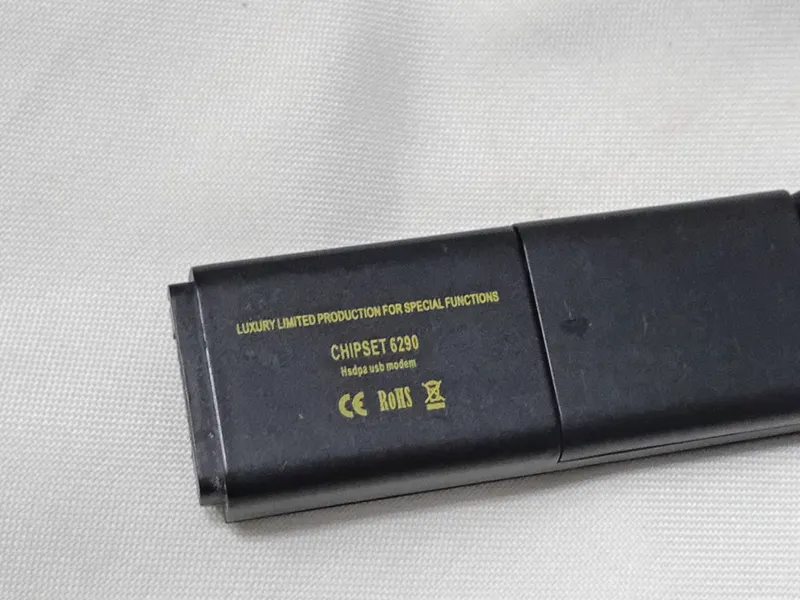 LUXURY LIMITED PRODUCTION FOR SPECIAL FUNCTIONS
CHIPSET 6290
Hsdpa usb modem
CE RoHS